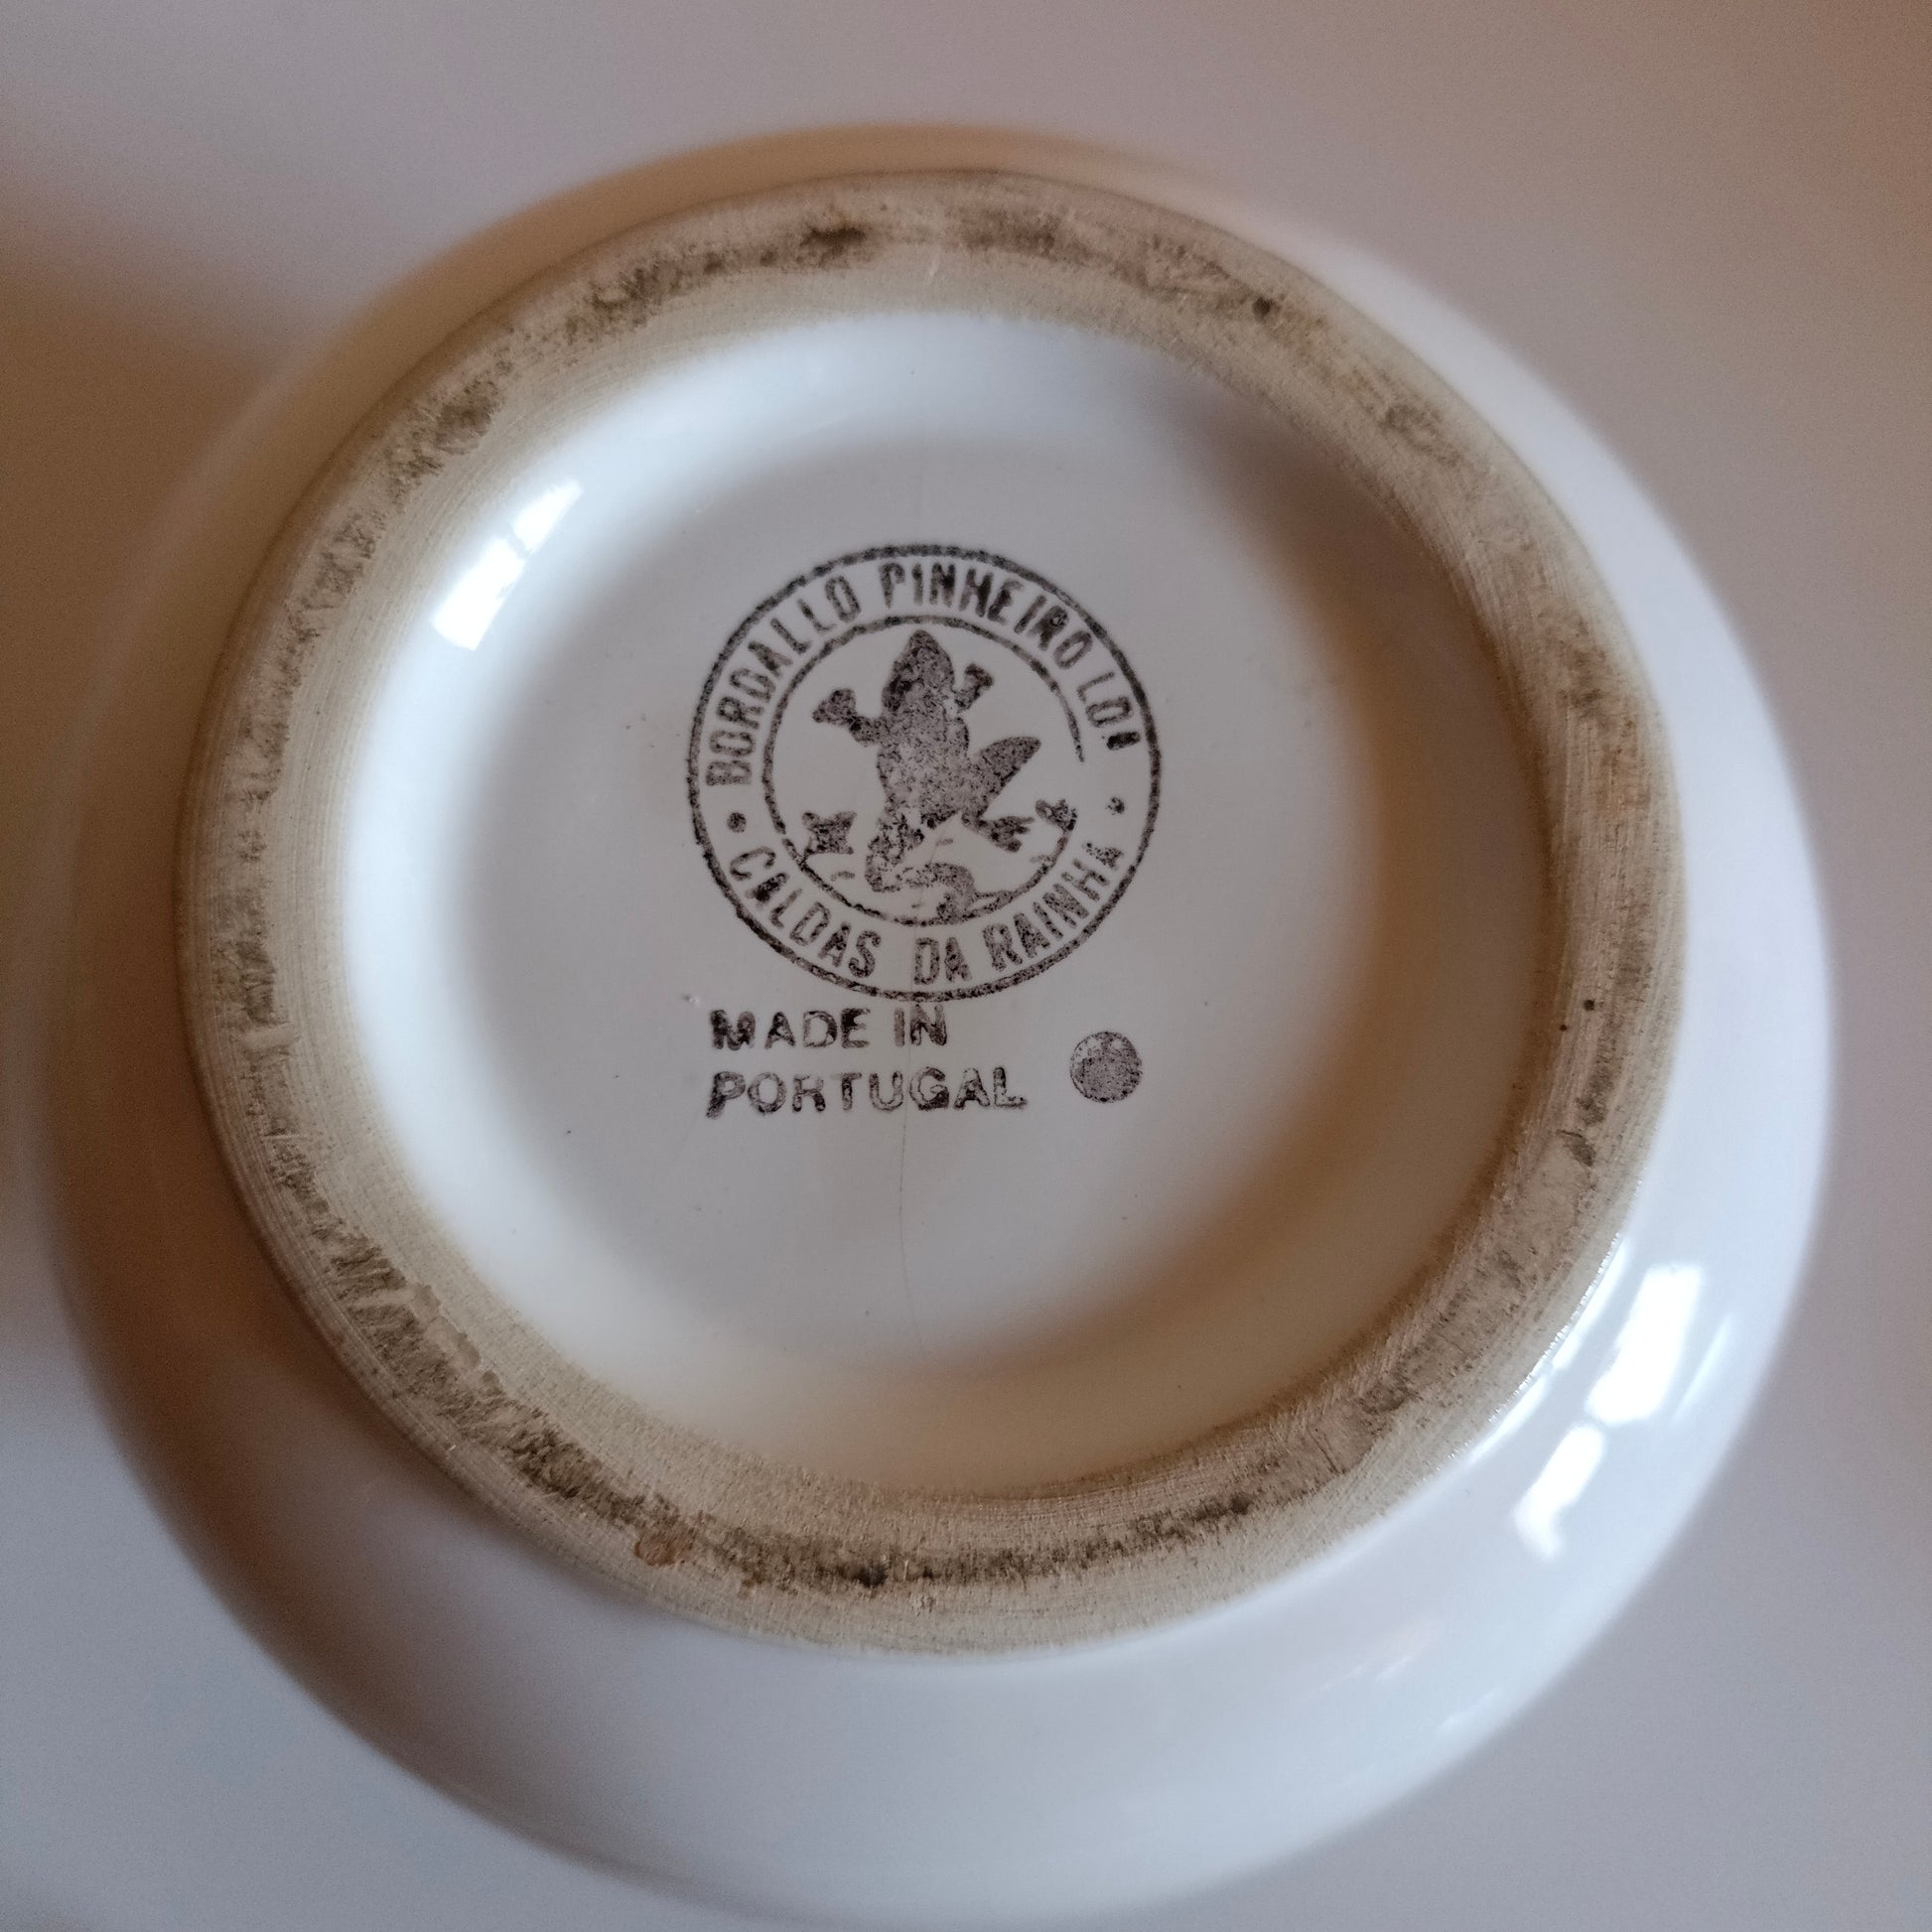 BORDALLO PINHEIRO LDA
• CALDAS DA RAINHA •
MADE IN
PORTUGAL